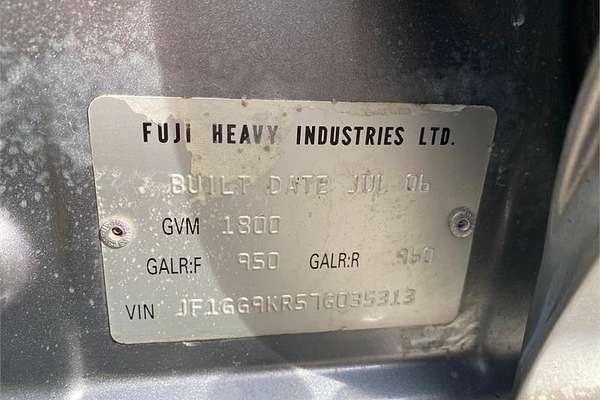 FUJI HEAVY INDUSTRIES LTD.
BUILT DATE JUL 06
GVM 1800
GALR:F 950 GALR:R 960
VIN JF1GG9KR57G035313